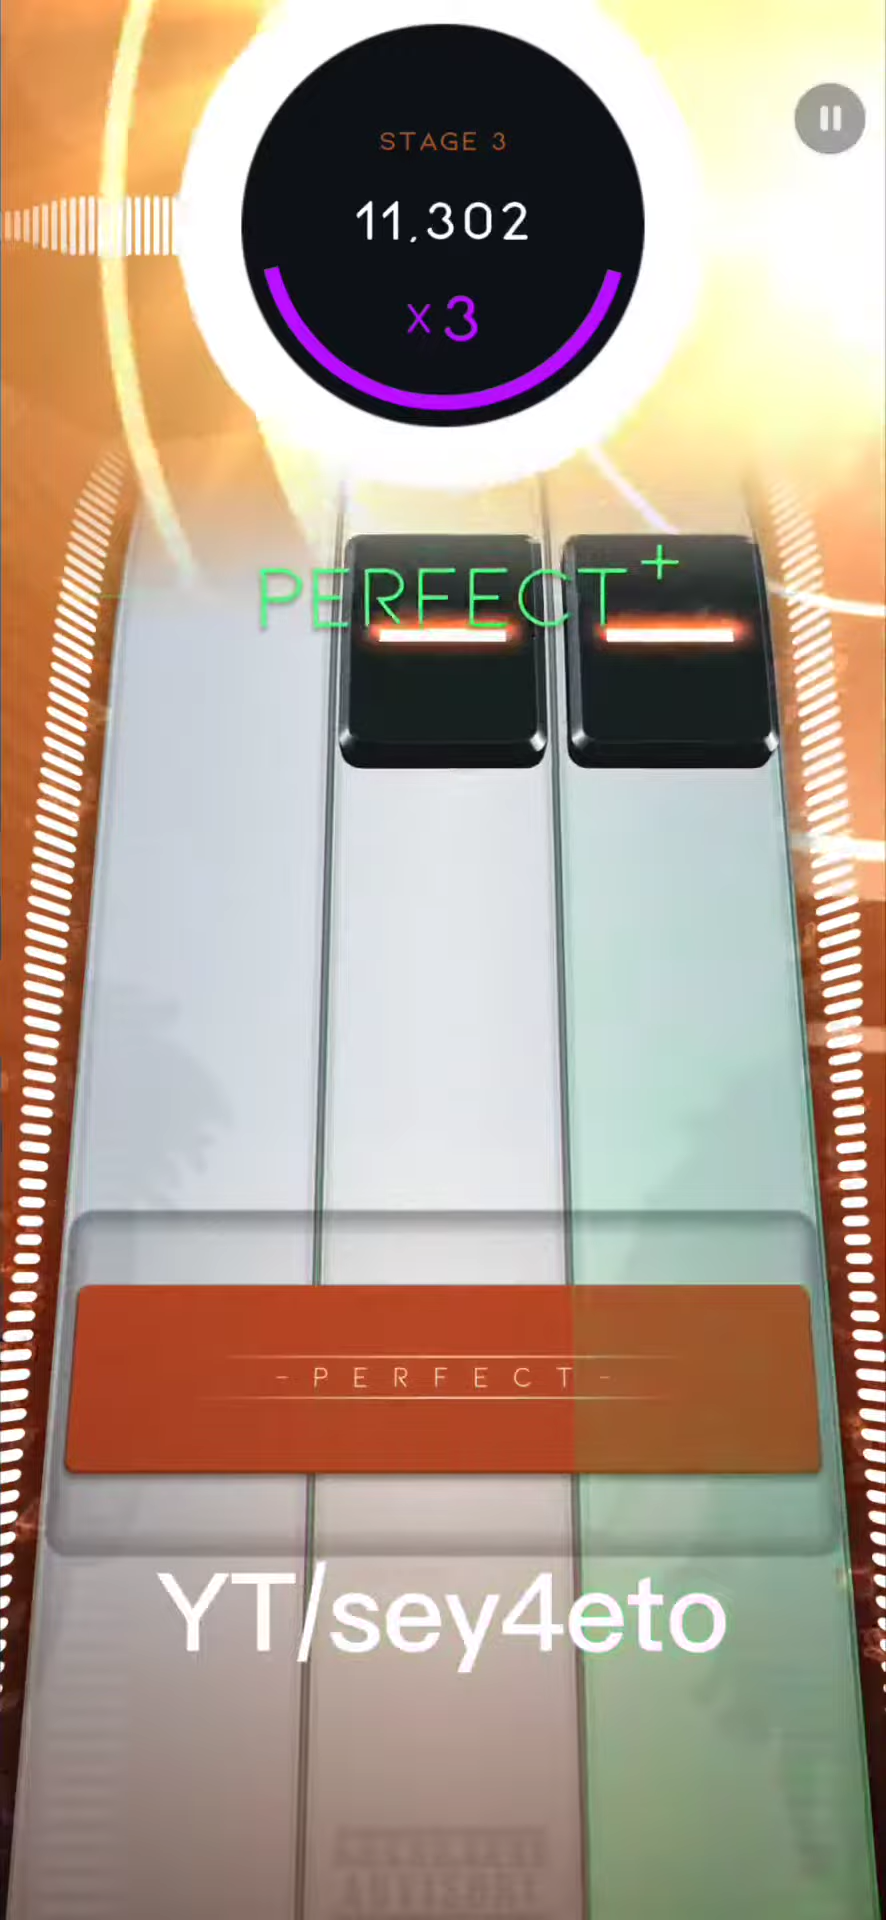 STAGE 3
11,302
x3
PERFECT+
- PERFECT -
YT/sey4eto